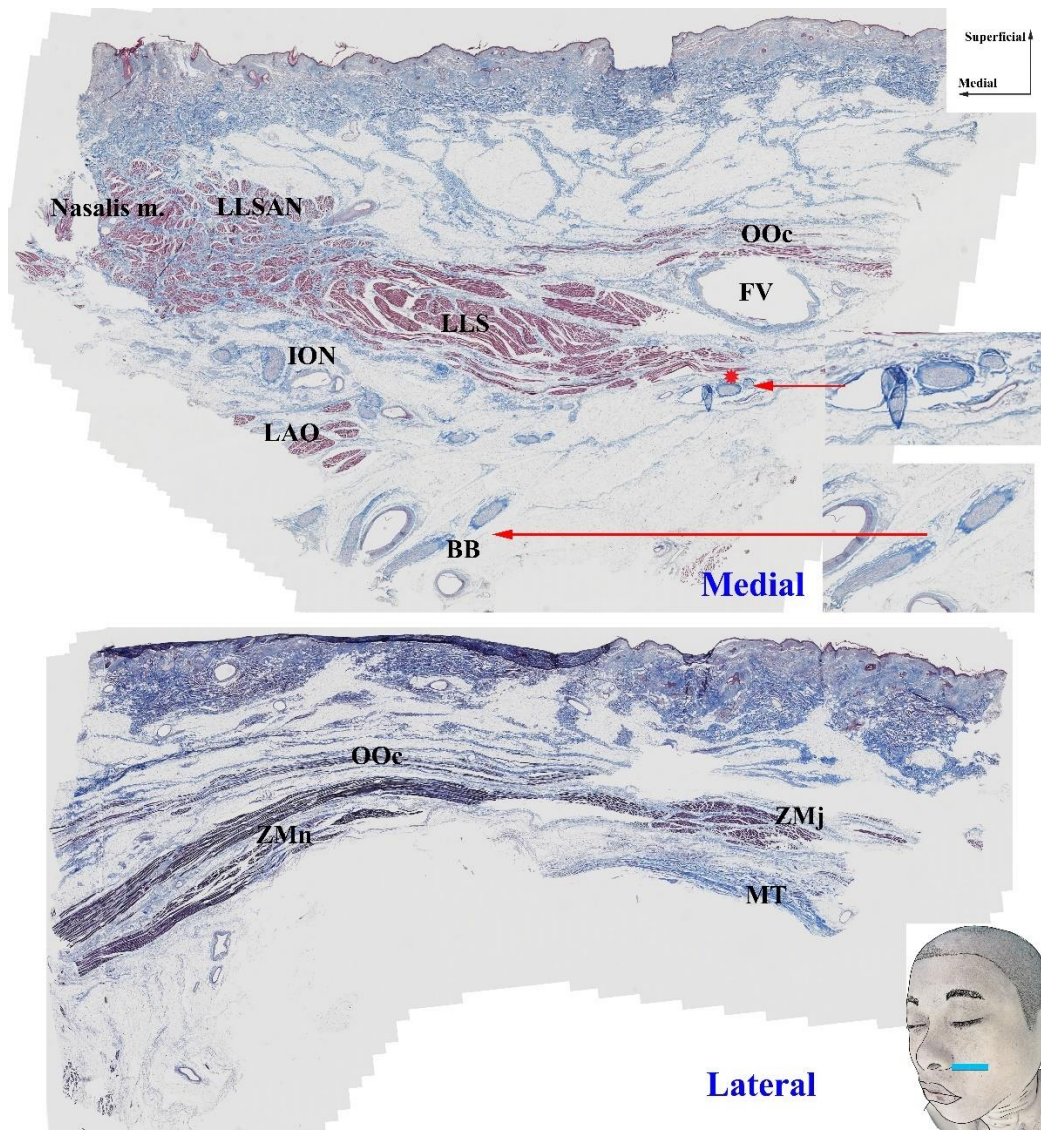 Superficial
Medial
Nasalis m.
LLSAN
OOc
FV
LLS
ION
LAO
BB
Medial
OOc
ZMn
ZMj
MT
Lateral